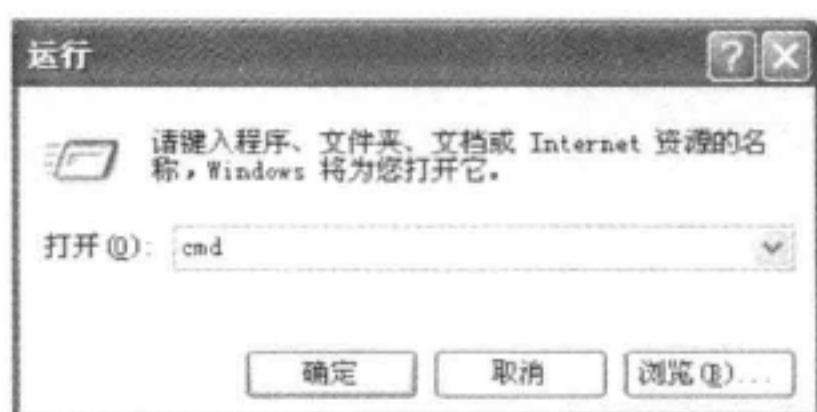 运行
请键入程序、文件夹、文档或 Internet 资源的名
称，Windows 将为您打开它。
打开(O): cmd
确定 取消 浏览(B)...